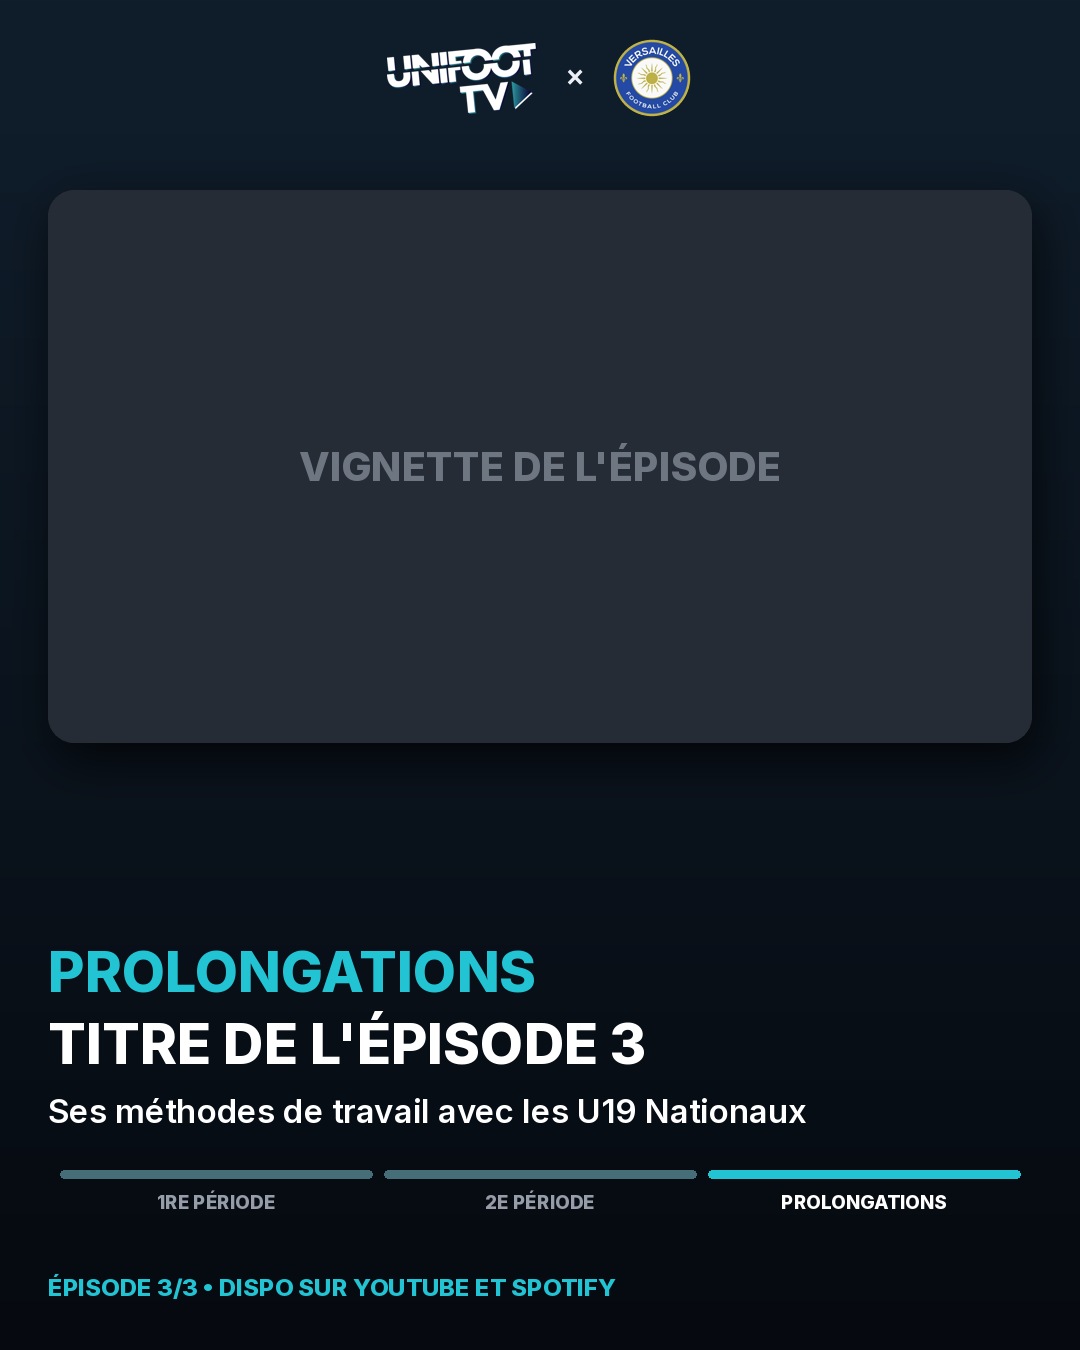 UNIFOOT
TV
×
VERSAILLES
FOOTBALL CLUB
VIGNETTE DE L'ÉPISODE
PROLONGATIONS
TITRE DE L'ÉPISODE 3
Ses méthodes de travail avec les U19 Nationaux
1RE PÉRIODE
2E PÉRIODE
PROLONGATIONS
ÉPISODE 3/3 • DISPO SUR YOUTUBE ET SPOTIFY